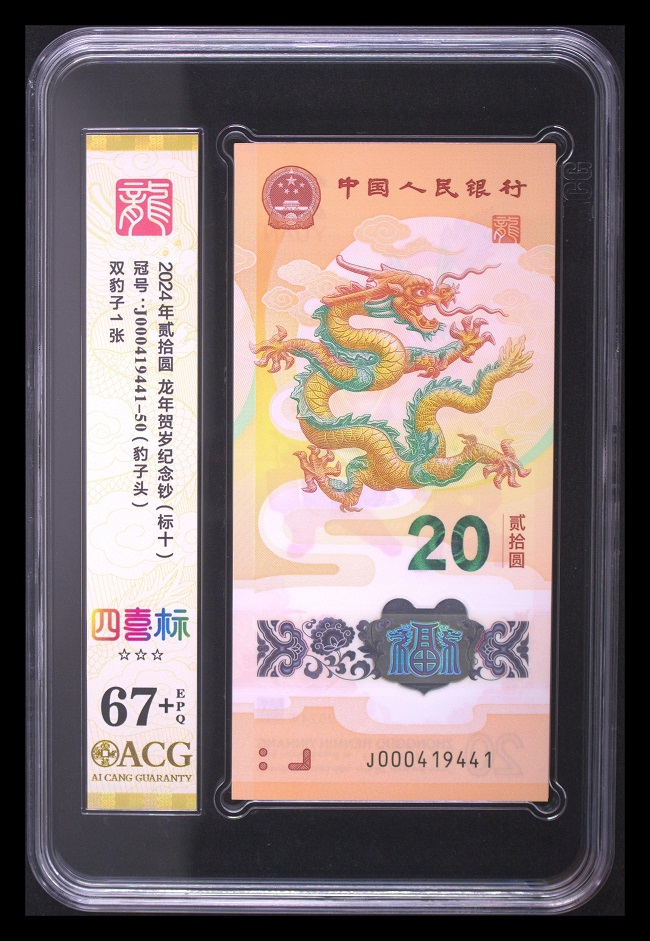 龍
2024年贰拾圆 龙年贺岁纪念钞(标十)
冠号:J000419441-50(豹子头)
双豹子1张
四喜标
☆☆☆
67+
EPQ
ACG
AI CANG GUARANTY
中国人民银行
龍
20
贰拾圆
福
J000419441